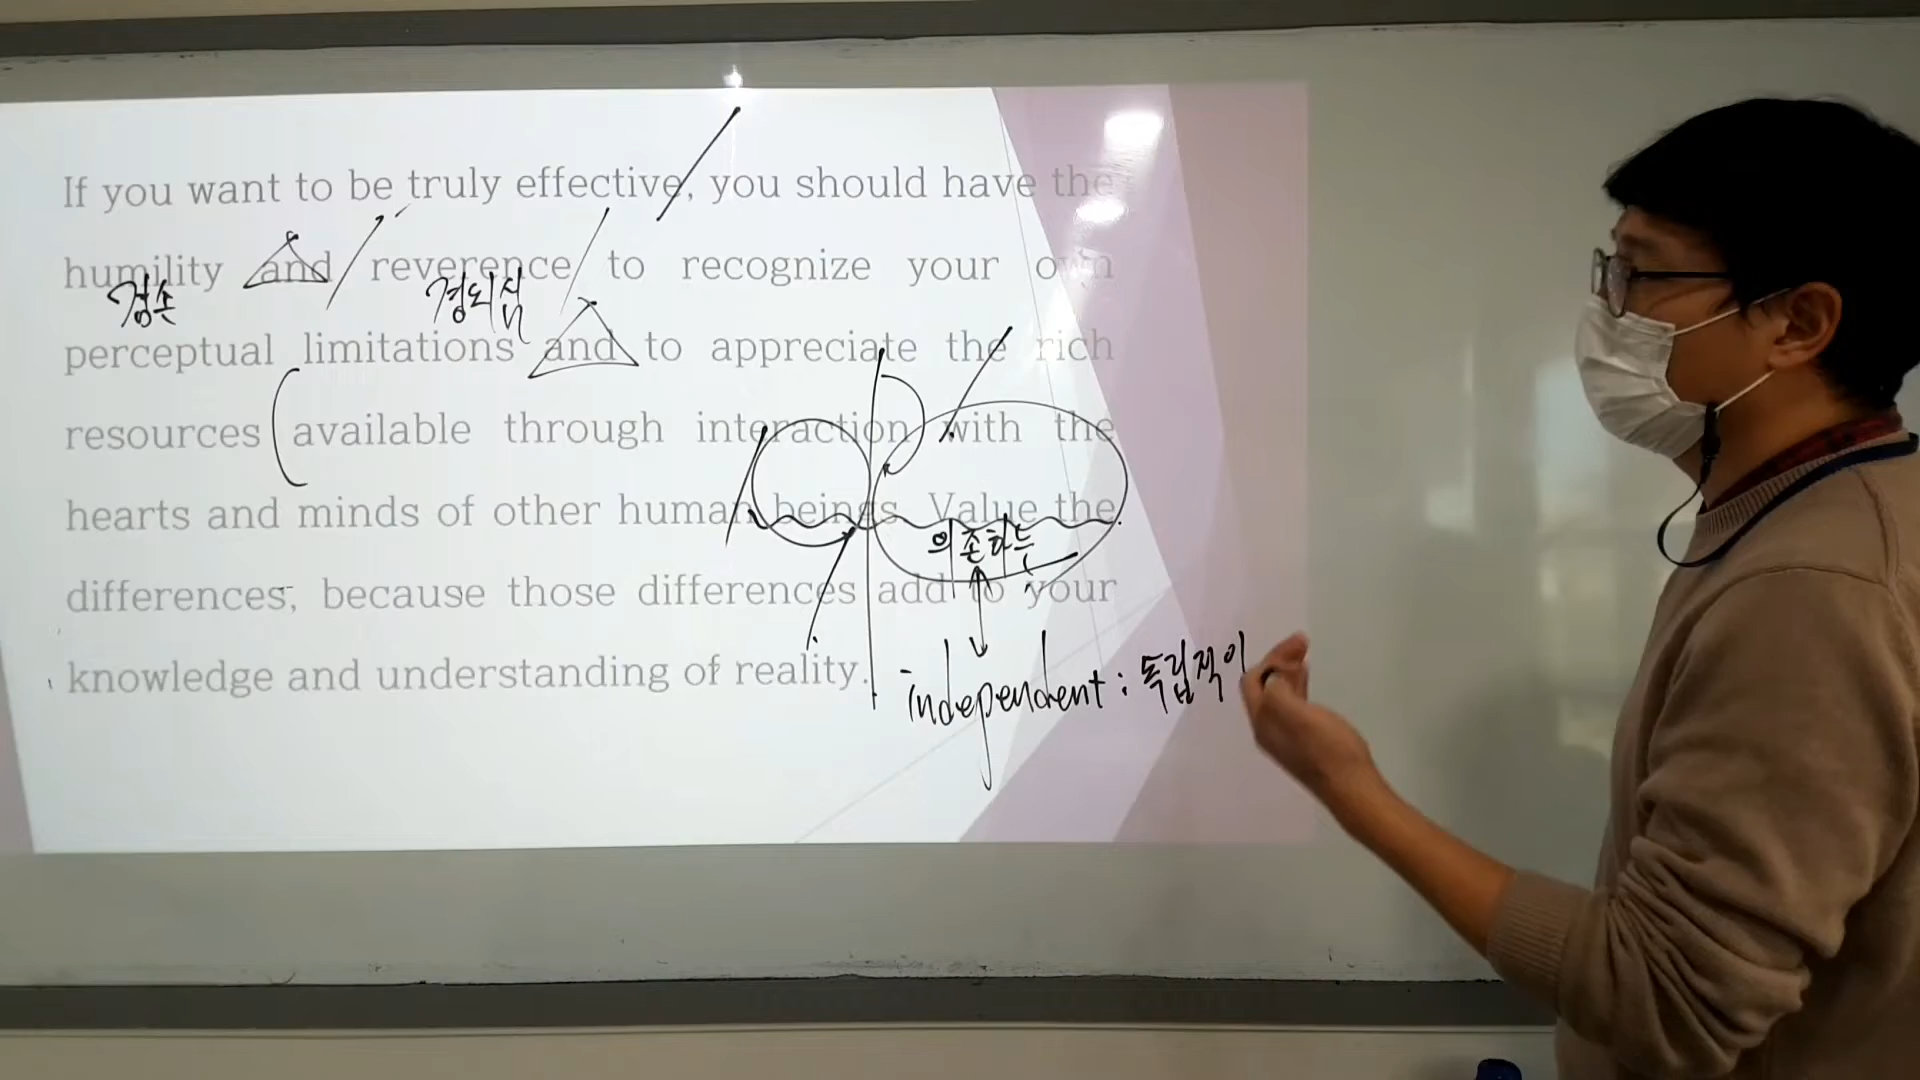 If you want to be truly effective, you should have the
humility and reverence to recognize your own
겸손 경외심
perceptual limitations and to appreciate the rich
resources available through interaction with the
hearts and minds of other human beings. Value the
의존하는
differences, because those differences add to your
knowledge and understanding of reality.
independent : 독립적이